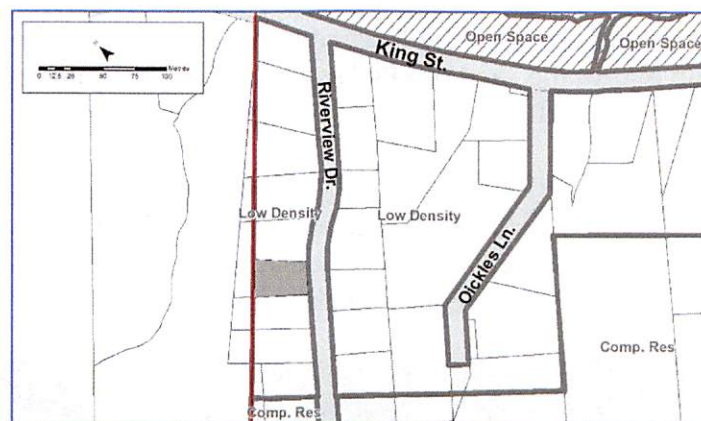 Open Space
Open Space
King St.
0 12.5 25 50 75 100
Riverview Dr.
Low Density
Low Density
Oickles Ln.
Comp. Res
Comp. Res